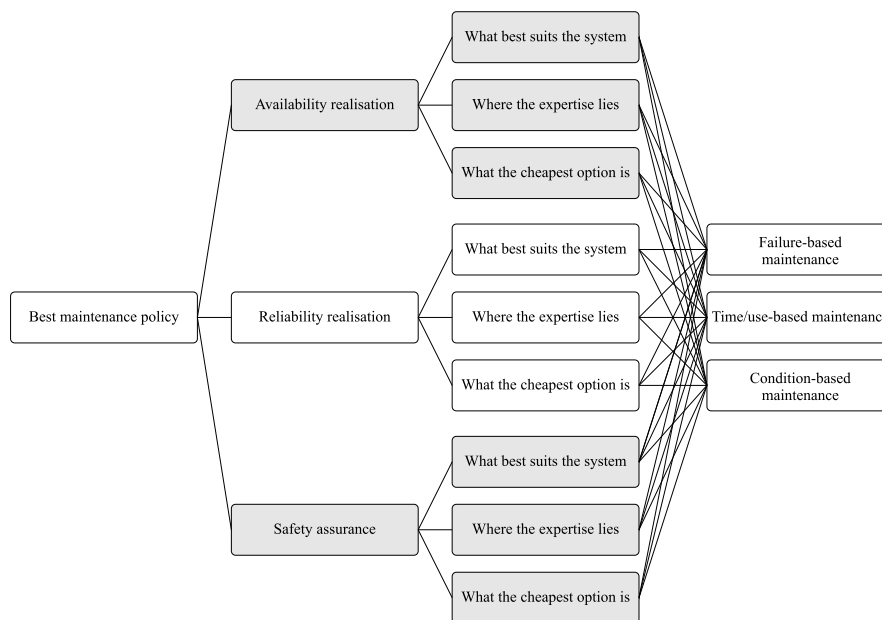 What best suits the system
Availability realisation
Where the expertise lies
What the cheapest option is
What best suits the system
Failure-based
maintenance
Best maintenance policy
Reliability realisation
Where the expertise lies
Time/use-based maintenance
What the cheapest option is
Condition-based
maintenance
What best suits the system
Safety assurance
Where the expertise lies
What the cheapest option is